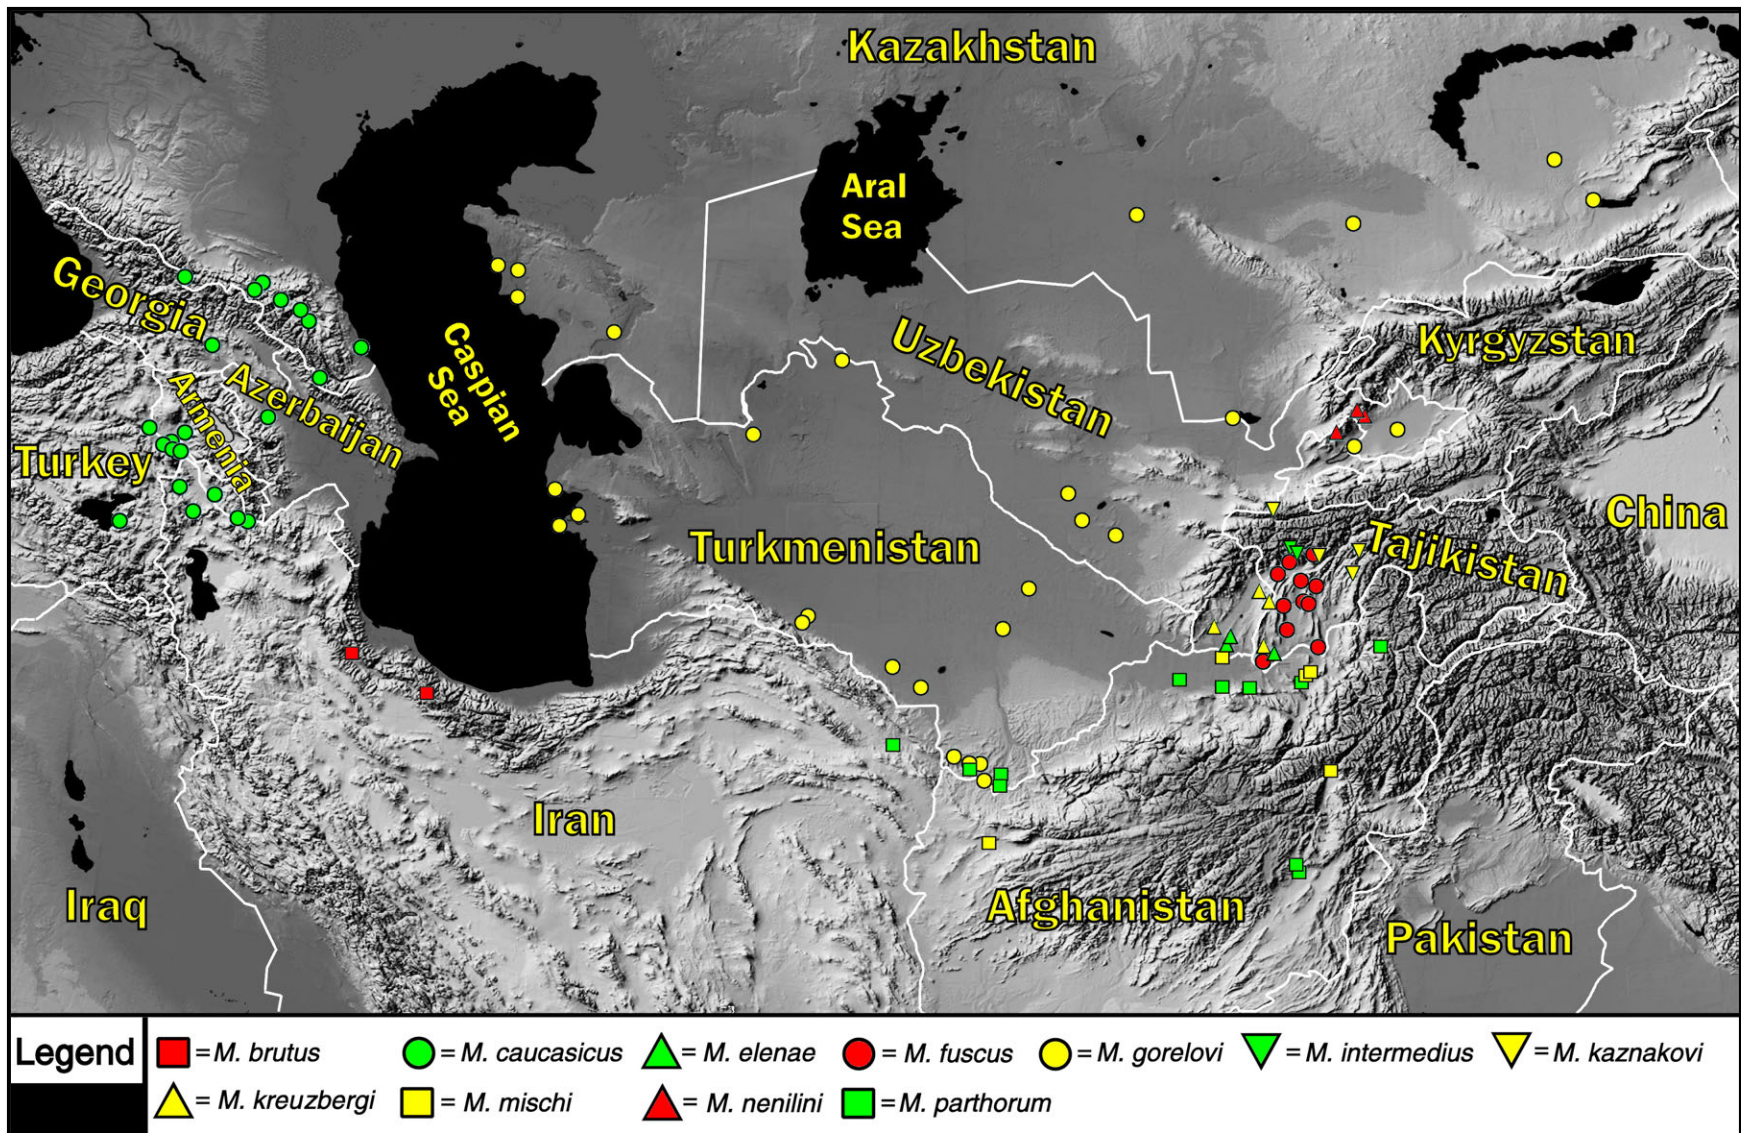 Kazakhstan
Aral
Sea
Georgia
Caspian
Sea
Uzbekistan
Kyrgyzstan
Armenia
Azerbaijan
Turkey
Turkmenistan
Tajikistan
China
Iran
Iraq
Afghanistan
Pakistan
Legend
= M. brutus
= M. caucasicus
= M. elenae
= M. fuscus
= M. gorelovi
= M. intermedius
= M. kaznakovi
= M. kreuzbergi
= M. mischi
= M. nenilini
= M. parthorum